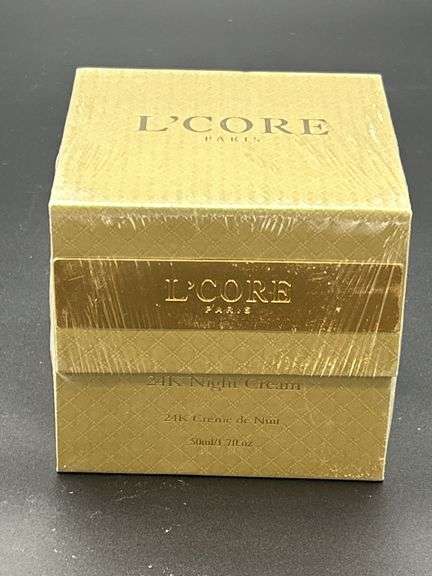 L'CORE
PARIS
L'CORE
PARIS
24K Night Cream
24K Crème de Nuit
50ml/1.7fl.oz